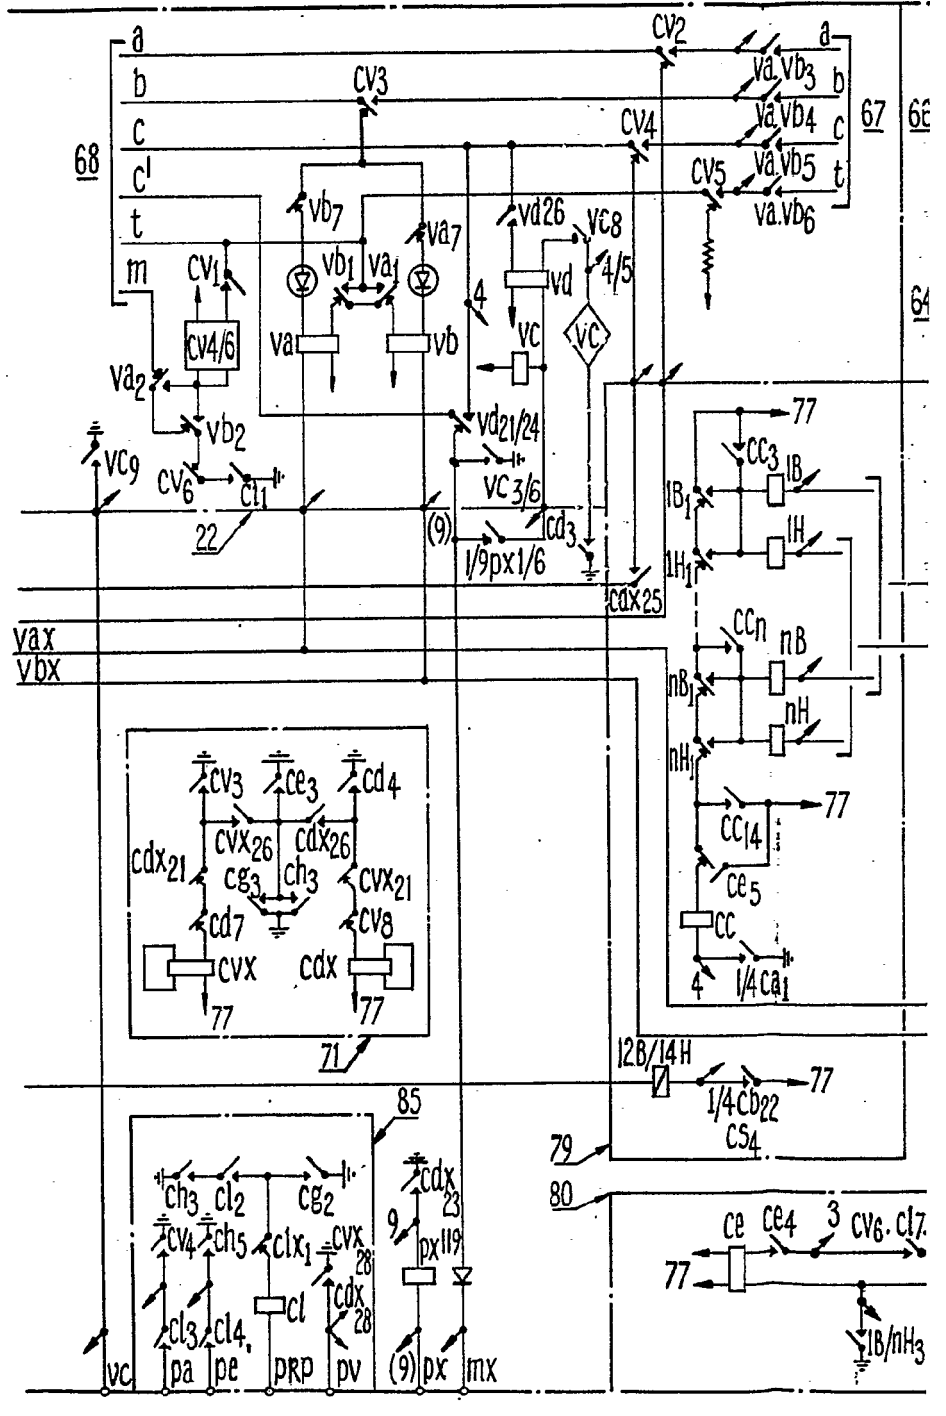 a
CV2
a
b
CV3
va.vb3
b
67
66
68
c
CV4
va.vb4
c
c'
CV5
va.vb5
t
t
vb7
vd26
vc8
va.vb6
va7
m
CV1
vb1
va1
4/5
vd
4
64
cv4/6
va
vb
vc
vc
va2
77
vb2
vd21/24
cc3
vc9
cv6
cl1
vc3/6
1B1
1B
22
(9)
cd3
1H
1/9px1/6
1H1
cdx25
ccn
vax
nB
vbx
nB1
nH
nH1
cv3
ce3
cd4
77
cvx26
cdx26
cc14
cdx21
cg3
ch3
cvx21
ce5
cd7
cv8
cc
cvx
cdx
4
1/4ca1
77
77
71
12B/14H
77
85
1/4cb22
cs4
79
ch3
cl2
cg2
cdx23
80
cv4
ch5
clx1
cvx28
9
px119
ce
ce4
3
cv6.cl7
cl
cdx28
77
cl3
cl4
1B/nH3
vc
pa
pe
pRp
pv
(9)
px
mx